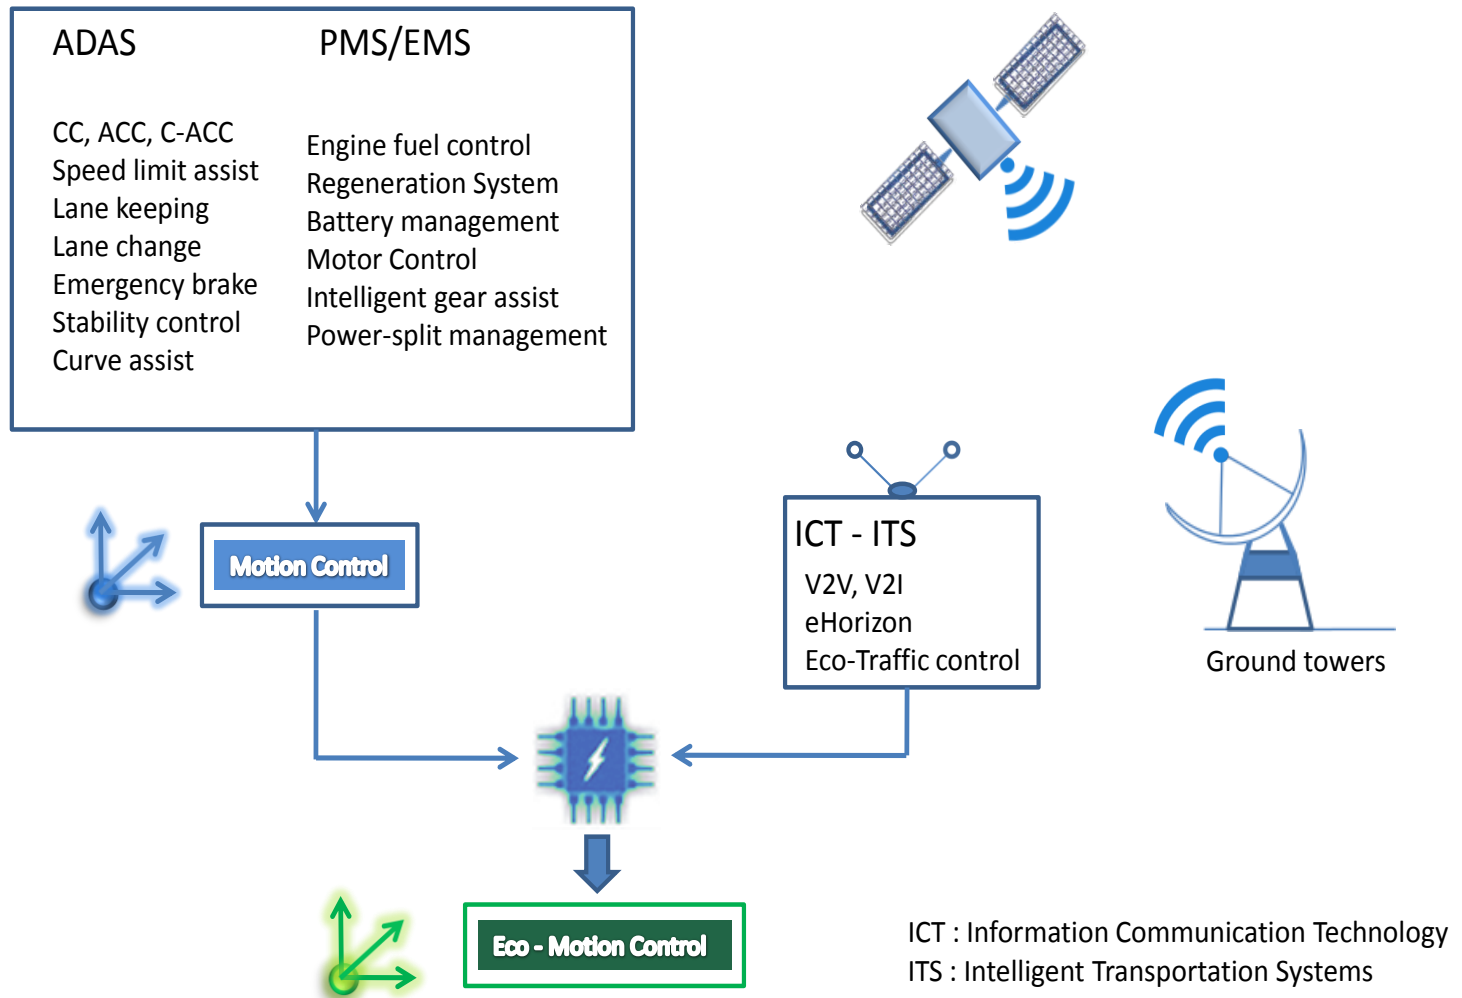 ADAS
CC, ACC, C-ACC
Speed limit assist
Lane keeping
Lane change
Emergency brake
Stability control
Curve assist
PMS/EMS
Engine fuel control
Regeneration System
Battery management
Motor Control
Intelligent gear assist
Power-split management
Motion Control
ICT - ITS
V2V, V2I
eHorizon
Eco-Traffic control
Ground towers
Eco - Motion Control
ICT : Information Communication Technology
ITS : Intelligent Transportation Systems